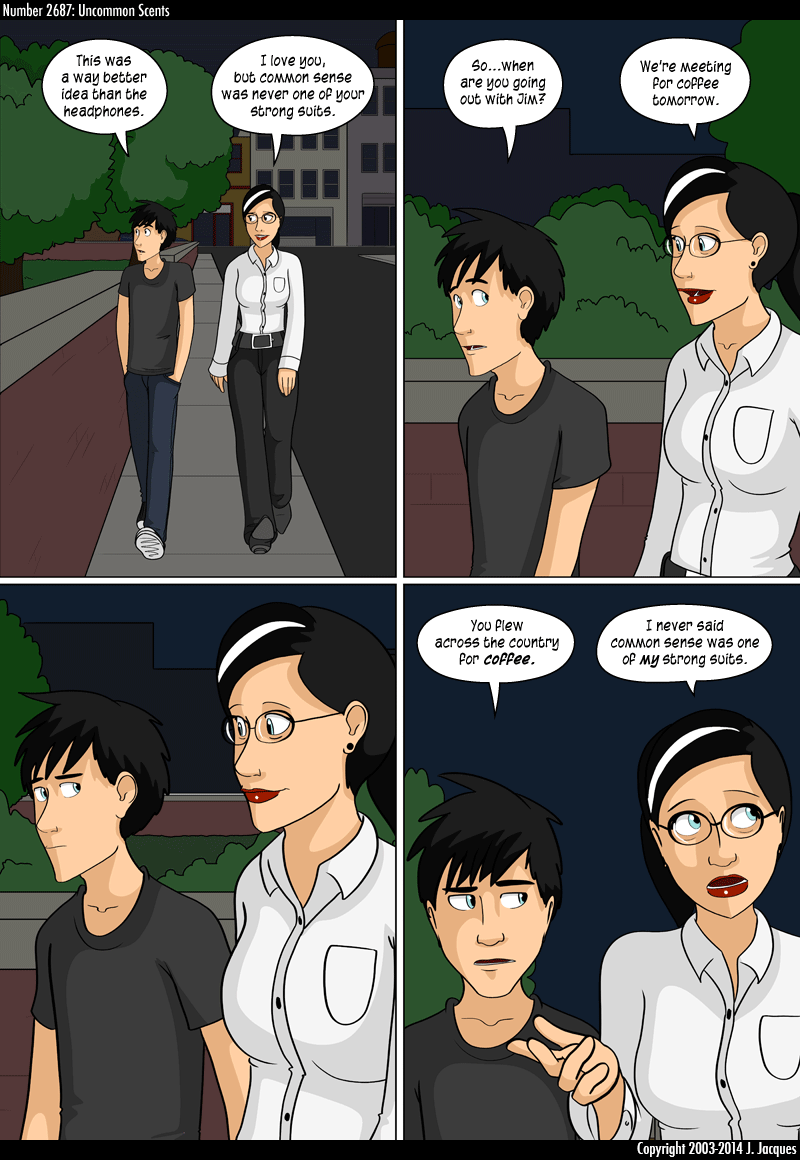 Number 2687: Uncommon Scents
This was
a way better
idea than the
headphones.
I love you,
but common sense
was never one of your
strong suits.
So...when
are you going
out with Jim?
We're meeting
for coffee
tomorrow.
You flew
across the country
for coffee.
I never said
common sense was one
of my strong suits.
Copyright 2003-2014 J. Jacques